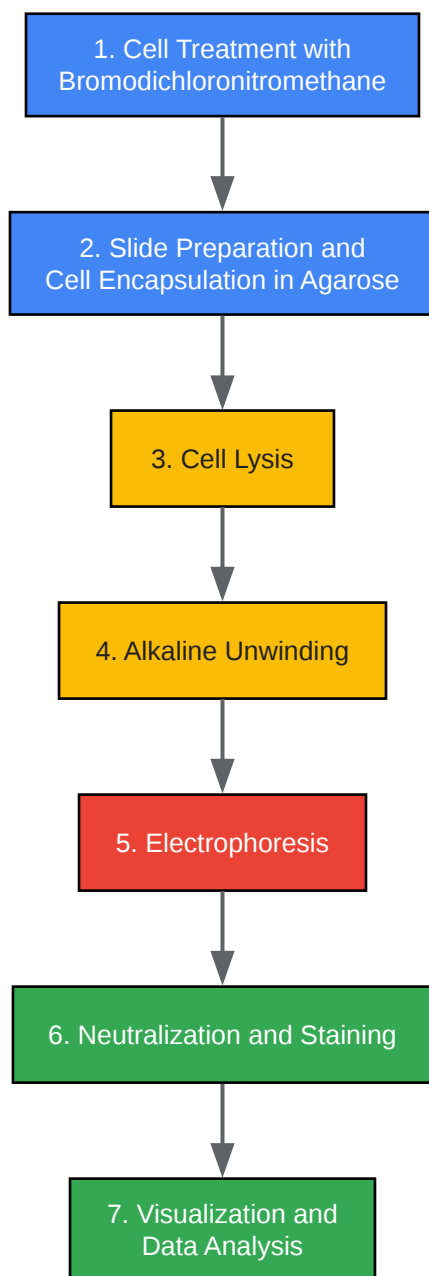 1. Cell Treatment with
Bromodichloronitromethane
2. Slide Preparation and
Cell Encapsulation in Agarose
3. Cell Lysis
4. Alkaline Unwinding
5. Electrophoresis
6. Neutralization and Staining
7. Visualization and
Data Analysis